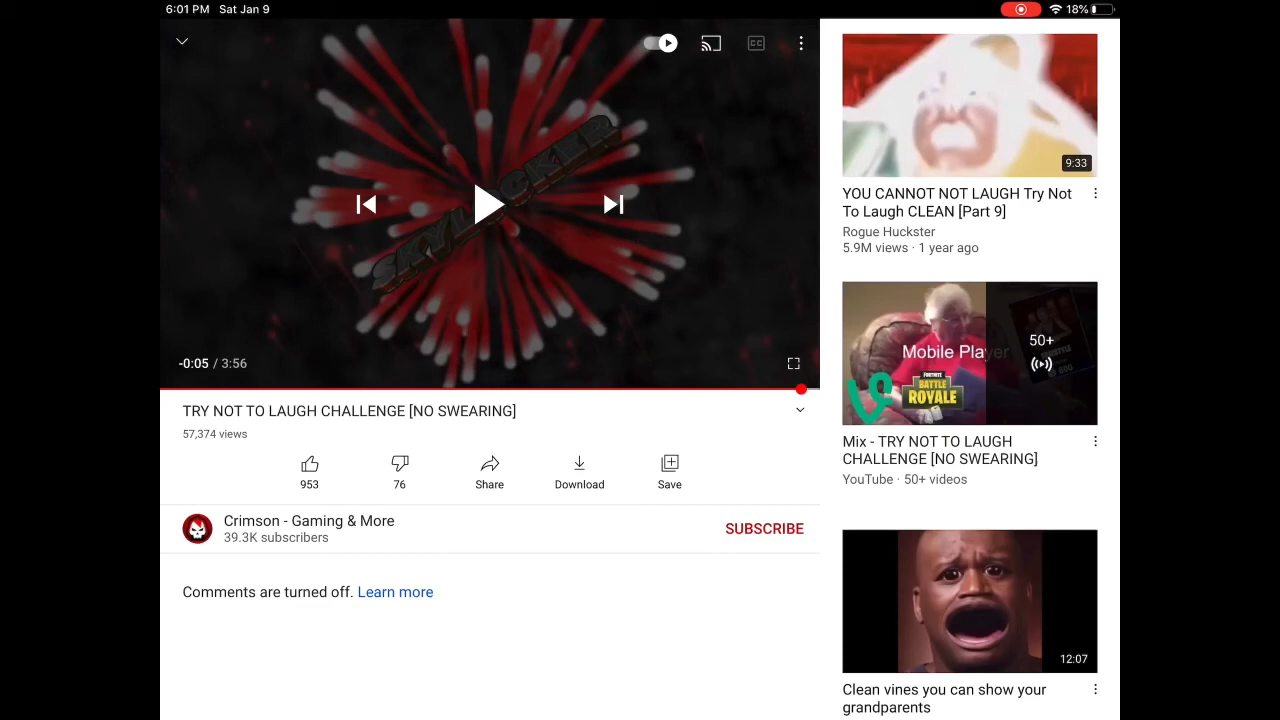 6:01 PM Sat Jan 9
18%
CC
-0:05 / 3:56
TRY NOT TO LAUGH CHALLENGE [NO SWEARING]
57,374 views
953
76
Share
Download
Save
Crimson - Gaming & More
39.3K subscribers
SUBSCRIBE
Comments are turned off. Learn more
9:33
YOU CANNOT NOT LAUGH Try Not
To Laugh CLEAN [Part 9]
Rogue Huckster
5.9M views · 1 year ago
Mobile Player
FORTNITE
BATTLE
ROYALE
50+
Mix - TRY NOT TO LAUGH
CHALLENGE [NO SWEARING]
YouTube · 50+ videos
12:07
Clean vines you can show your
grandparents